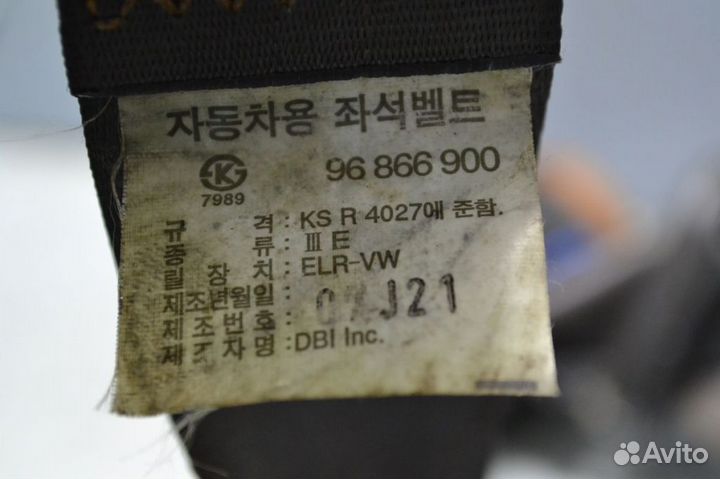 자동차용 좌석벨트
96 866 900
7989
규 격 : KS R 4027에 준함.
종 류 : Ⅲ E
릴 장 치 : ELR-VW
제조년월일 :
제 조 번 호 : J21
제 조 자 명 : DBI Inc.
Avito